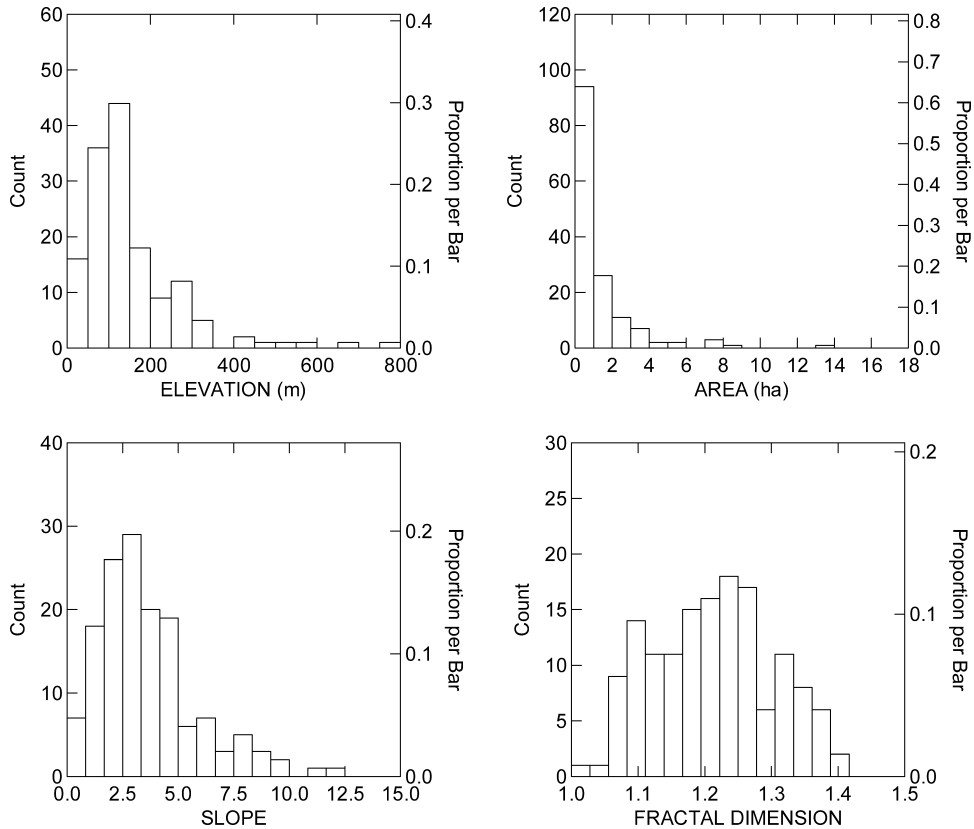 60
50
40
30
20
10
0
Count
0.4
0.3
0.2
0.1
0.0
Proportion per Bar
0 200 400 600 800
ELEVATION (m)
120
100
80
60
40
20
0
Count
0.8
0.7
0.6
0.5
0.4
0.3
0.2
0.1
0.0
Proportion per Bar
0 2 4 6 8 10 12 14 16 18
AREA (ha)
40
30
20
10
0
Count
0.2
0.1
0.0
Proportion per Bar
0.0 2.5 5.0 7.5 10.0 12.5 15.0
SLOPE
30
25
20
15
10
5
0
Count
0.2
0.1
0.0
Proportion per Bar
1.0 1.1 1.2 1.3 1.4 1.5
FRACTAL DIMENSION